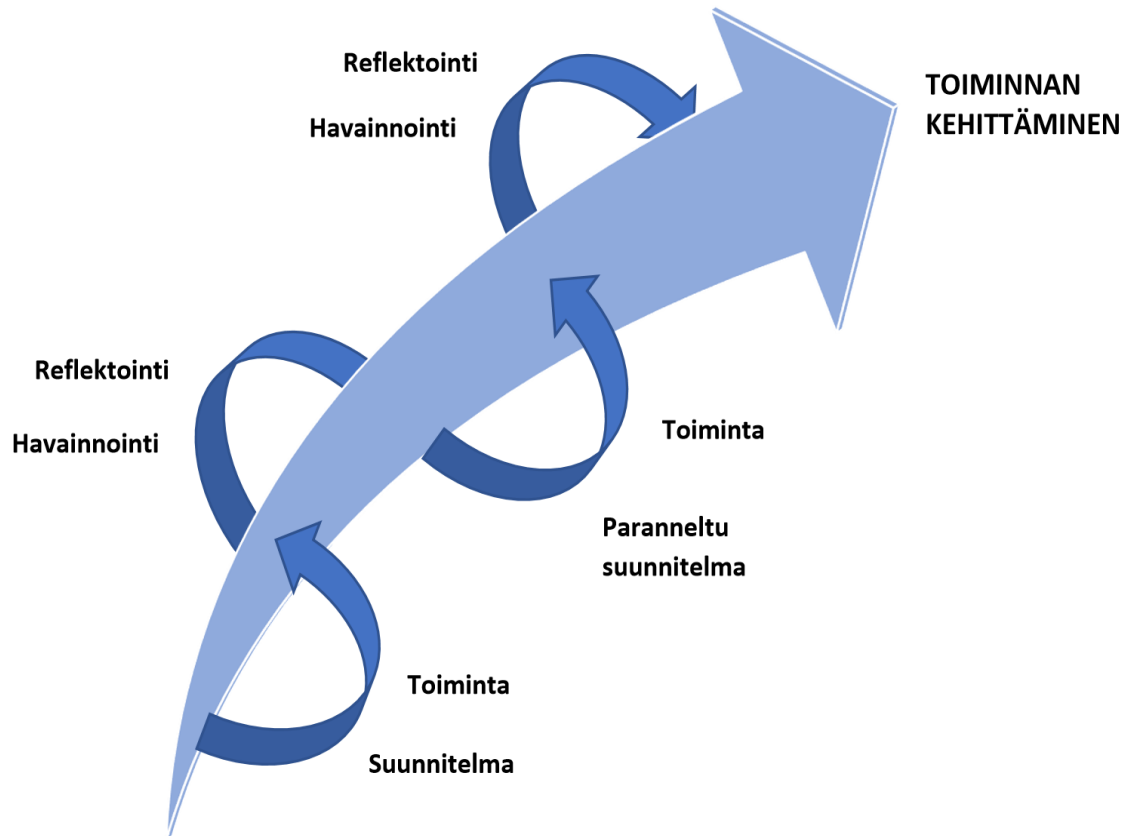 Reflektointi
TOIMINNAN
KEHITTÄMINEN
Havainnointi
Reflektointi
Havainnointi
Toiminta
Paranneltu
suunnitelma
Toiminta
Suunnitelma